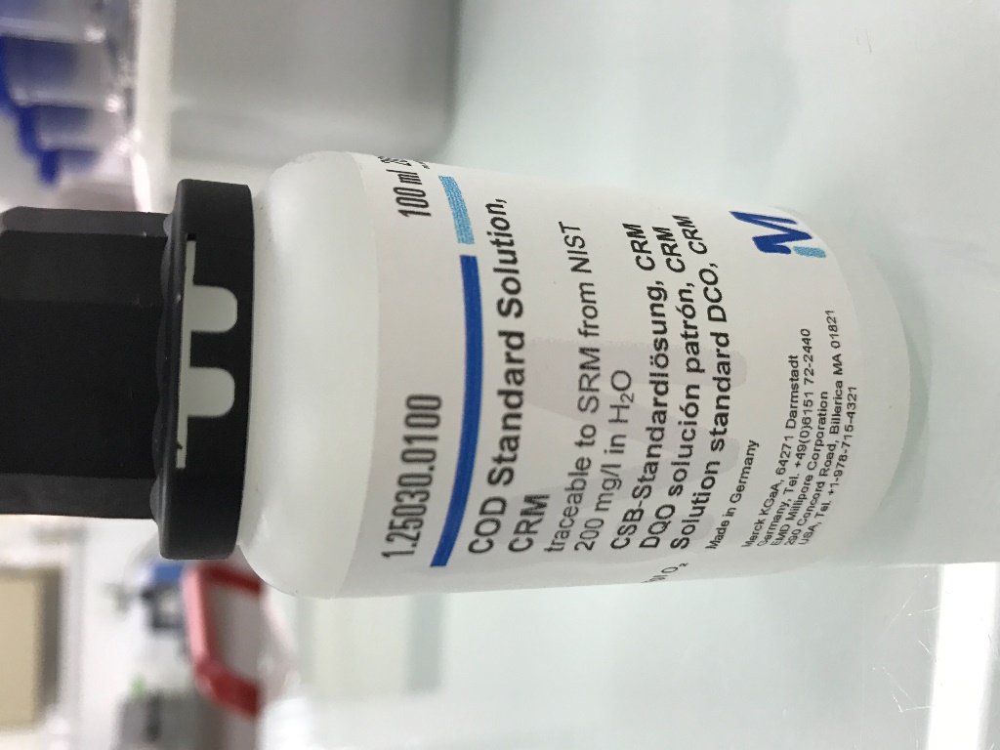 1.25030.0100
100 ml
COD Standard Solution,
CRM
traceable to SRM from NIST
200 mg/l in H₂O
CSB-Standardlösung, CRM
DQO solución patrón, CRM
Solution standard DCO, CRM
Made in Germany
Merck KGaA, 64271 Darmstadt
Germany, Tel. +49(0)6151 72-2440
EMD Millipore Corporation
290 Concord Road, Billerica MA 01821
USA, Tel. +1-978-715-4321
M
O₂